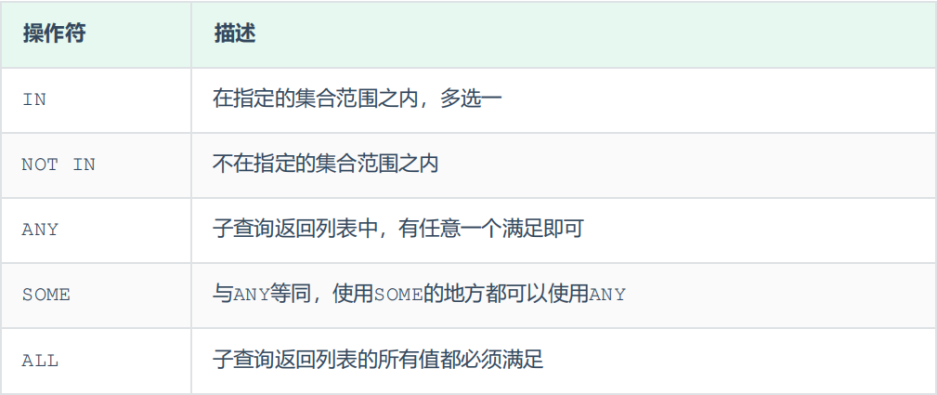 操作符 描述
IN 在指定的集合范围之内，多选一
NOT IN 不在指定的集合范围之内
ANY 子查询返回列表中，有任意一个满足即可
SOME 与ANY等同，使用SOME的地方都可以使用ANY
ALL 子查询返回列表的所有值都必须满足